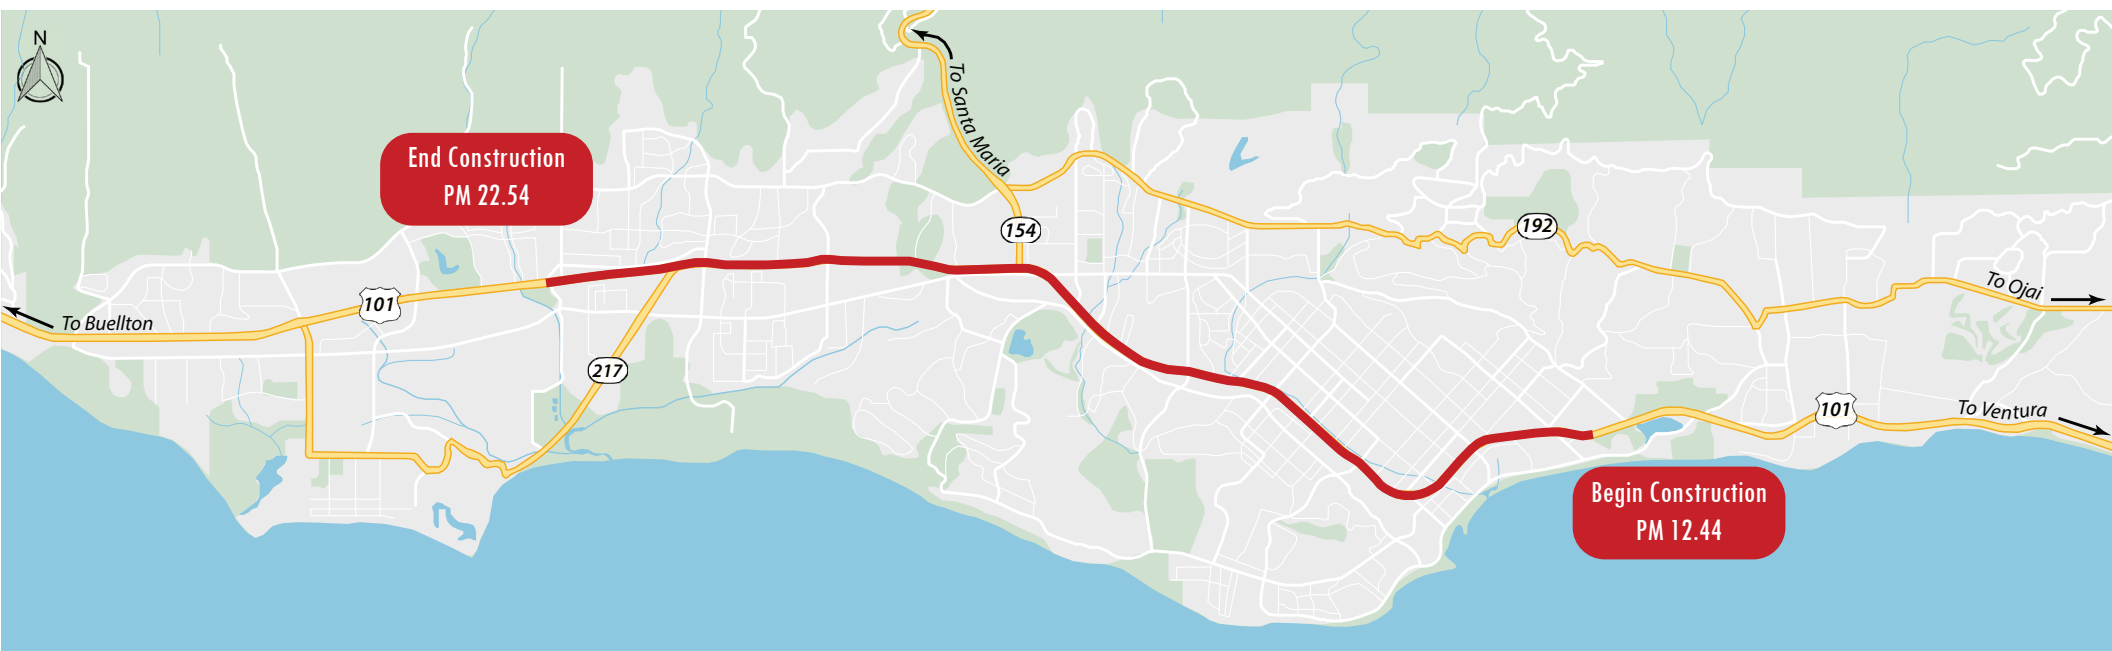 N
To Santa Maria
End Construction
PM 22.54
154
192
To Ojai
101
To Buellton
217
101
To Ventura
Begin Construction
PM 12.44